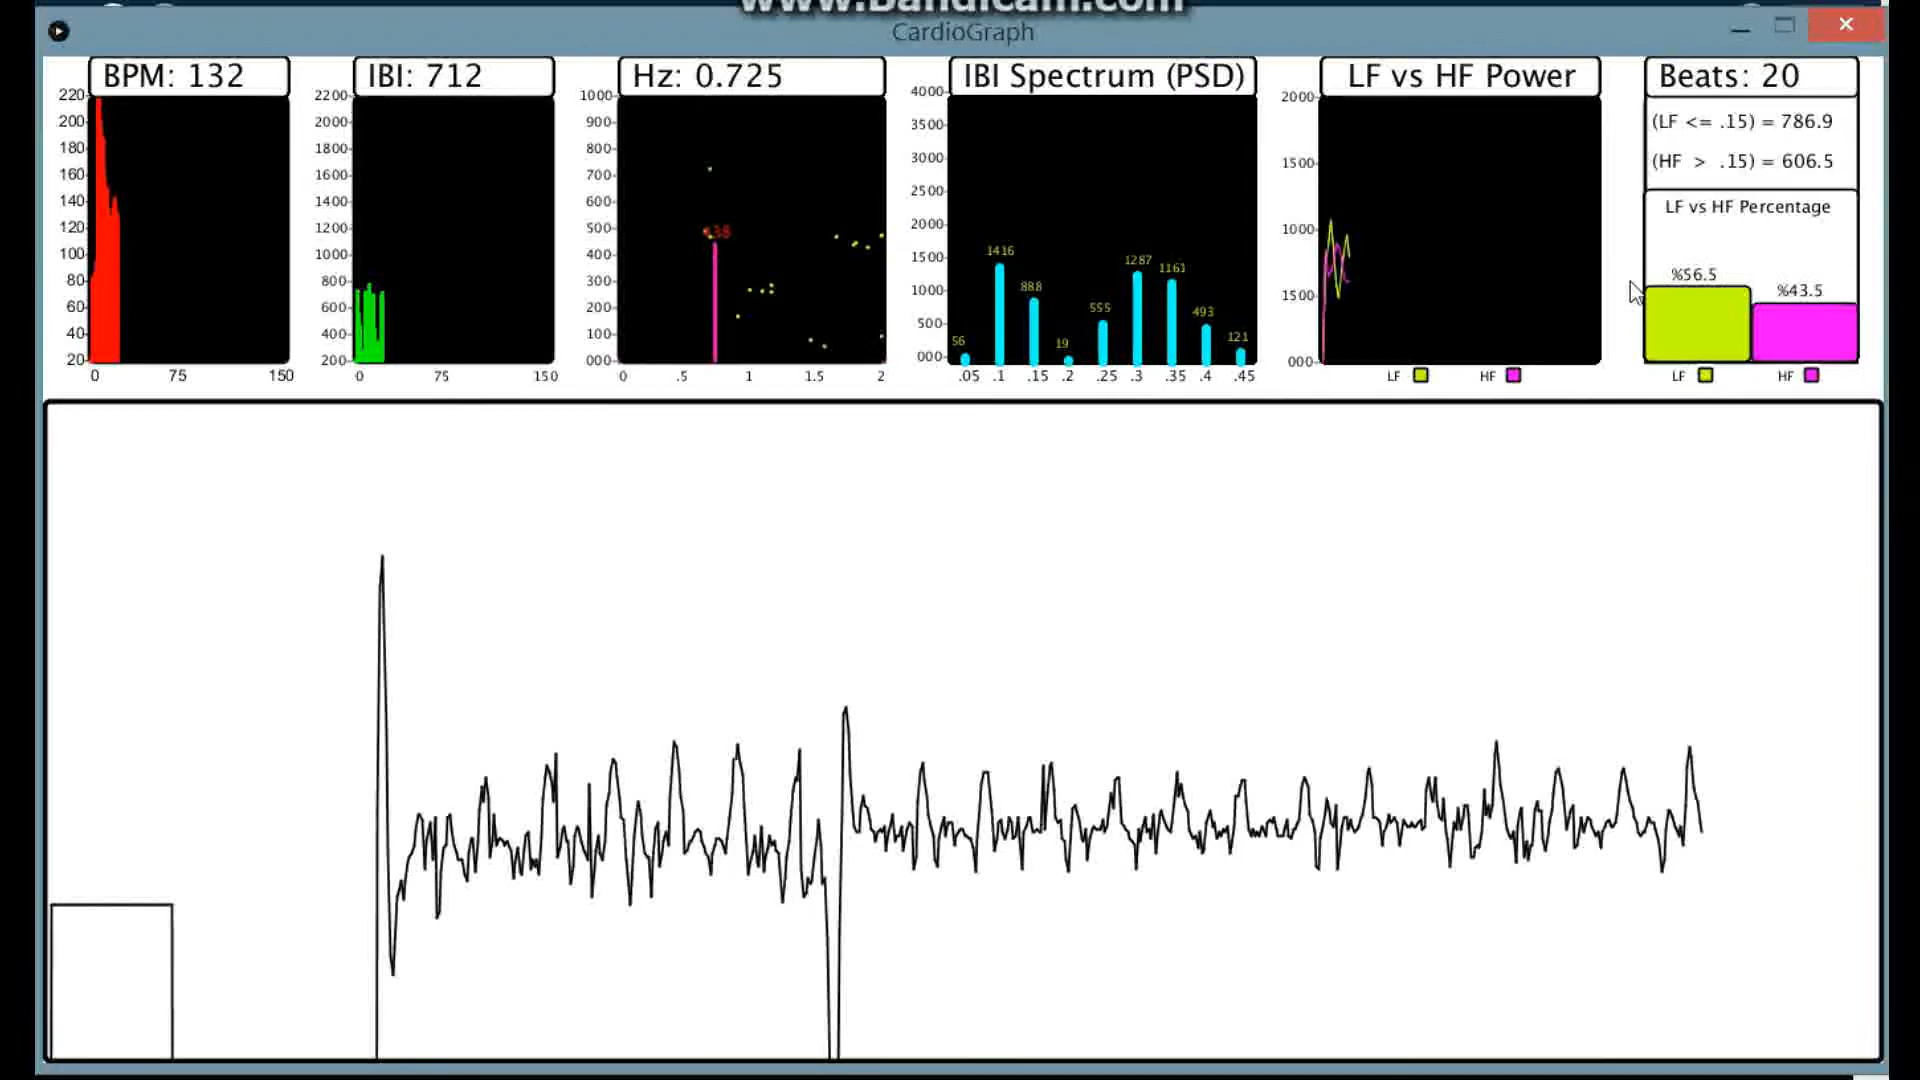 www.Bandicam.com
CardioGraph
BPM: 132
220
200
180
160
140
120
100
80
60
40
20
0 75 150
IBI: 712
2200
2000
1800
1600
1400
1200
1000
800
600
400
200
0 75 150
Hz: 0.725
1000
900
800
700
600
500
400
300
200
100
000
0 .5 1 1.5 2
IBI Spectrum (PSD)
4000
3500
3000
2500
2000
1500
1000
500
000
56 1416 888 19 555 1287 1161 493 121
.05 .1 .15 .2 .25 .3 .35 .4 .45
LF vs HF Power
2000
1500
1000
1500
000
LF HF
Beats: 20
(LF <= .15) = 786.9
(HF > .15) = 606.5
LF vs HF Percentage
%56.5
%43.5
LF HF